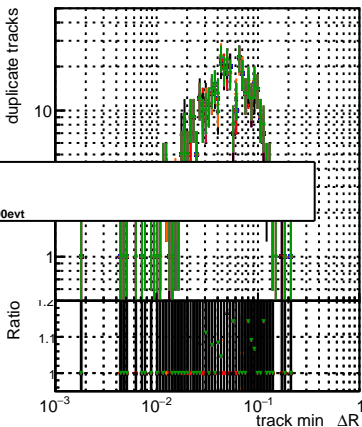 duplicate tracks
10
0evt
1
Ratio
1.2
1.1
1
10⁻³
10⁻²
10⁻¹
1
track min ΔR